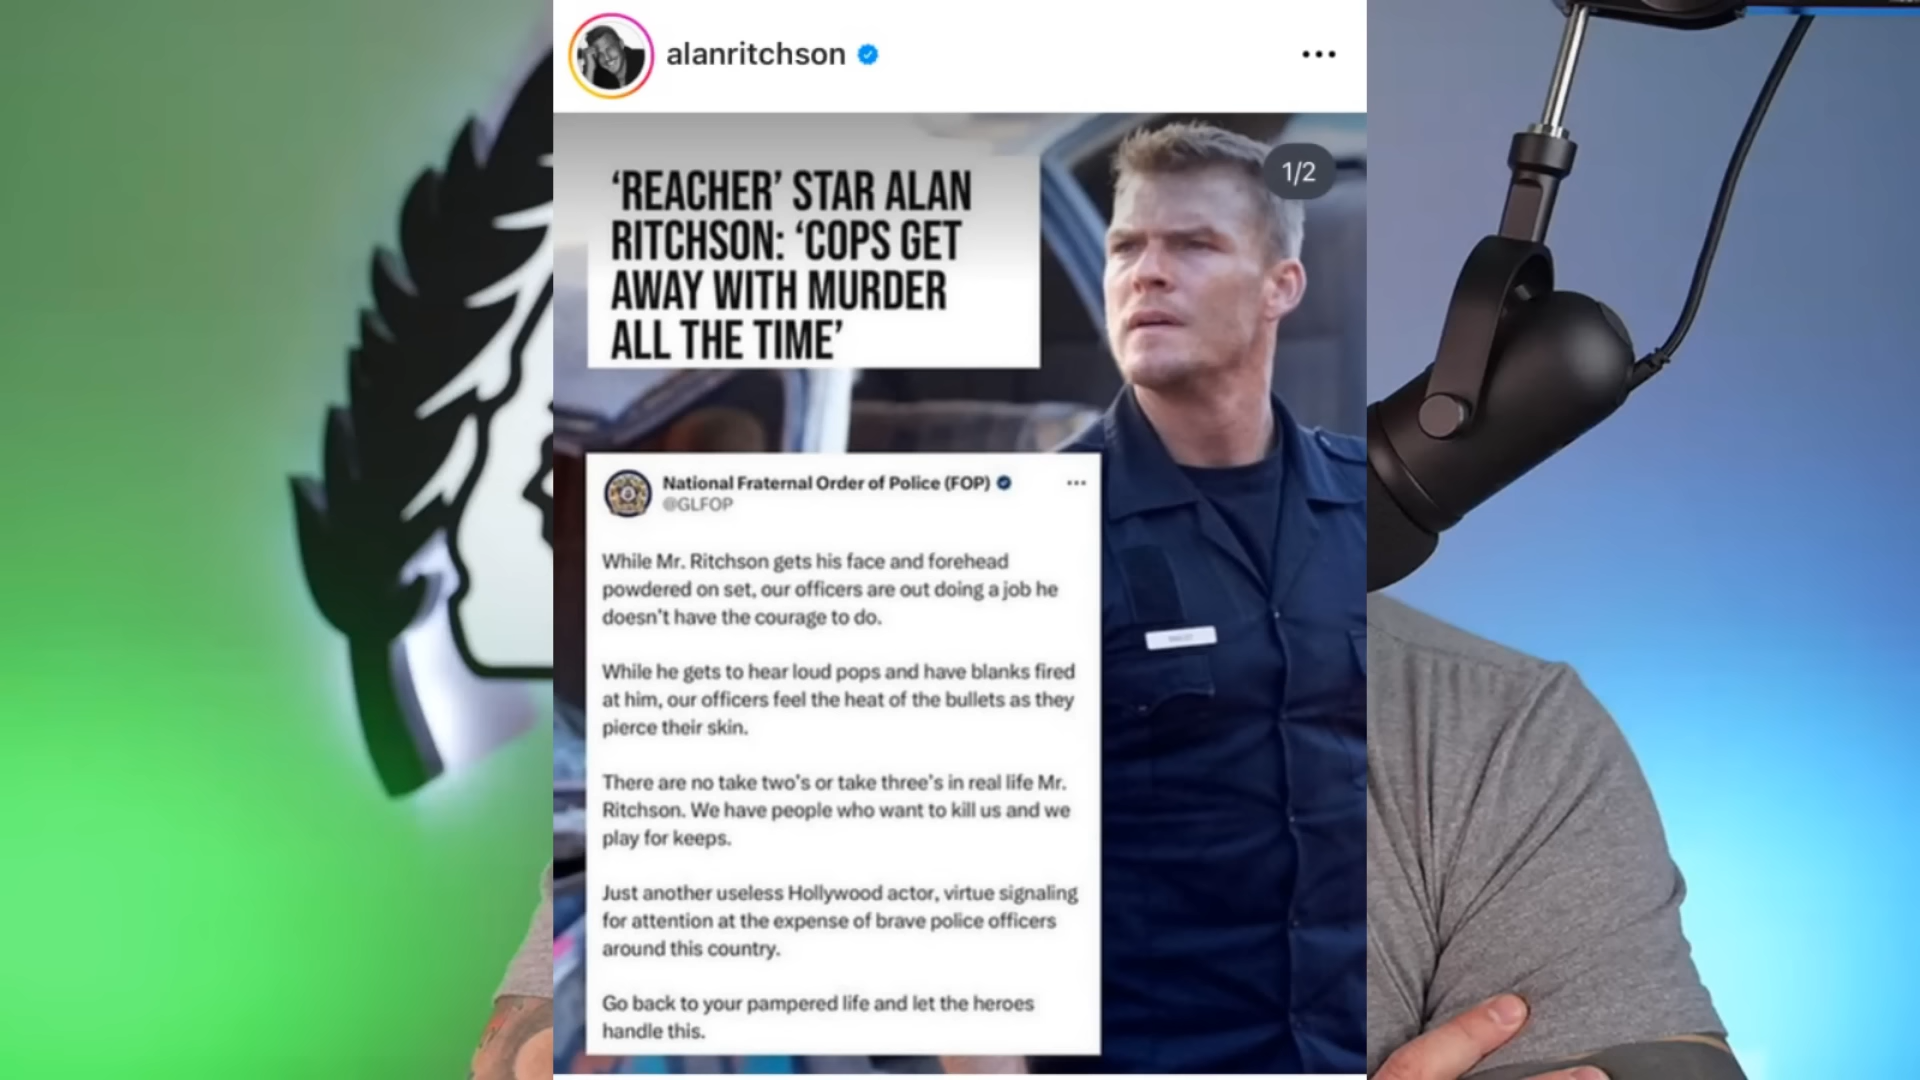 alanritchson
1/2
‘REACHER’ STAR ALAN
RITCHSON: ‘COPS GET
AWAY WITH MURDER
ALL THE TIME’
National Fraternal Order of Police (FOP)
@GLFOP
While Mr. Ritchson gets his face and forehead
powdered on set, our officers are out doing a job he
doesn't have the courage to do.
While he gets to hear loud pops and have blanks fired
at him, our officers feel the heat of the bullets as they
pierce their skin.
There are no take two's or take three's in real life Mr.
Ritchson. We have people who want to kill us and we
play for keeps.
Just another useless Hollywood actor, virtue signaling
for attention at the expense of brave police officers
around this country.
Go back to your pampered life and let the heroes
handle this.